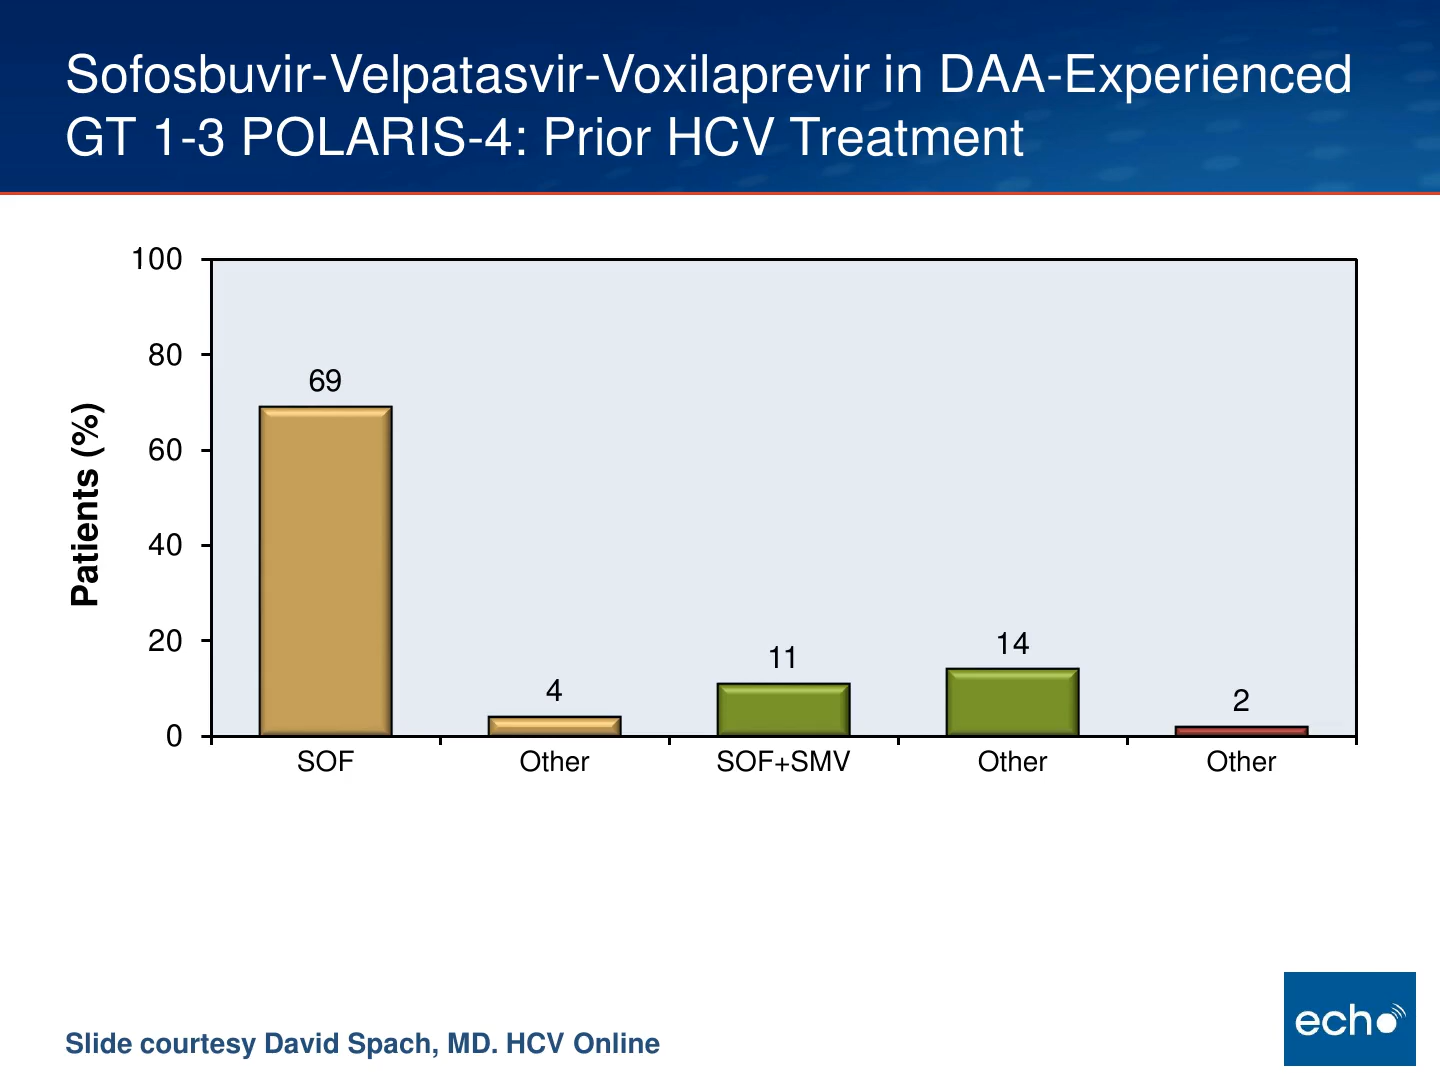 Sofosbuvir-Velpatasvir-Voxilaprevir in DAA-Experienced
GT 1-3 POLARIS-4: Prior HCV Treatment
Patients (%)
100
80
60
40
20
0
69
4
11
14
2
SOF
Other
SOF+SMV
Other
Other
Slide courtesy David Spach, MD. HCV Online
echo